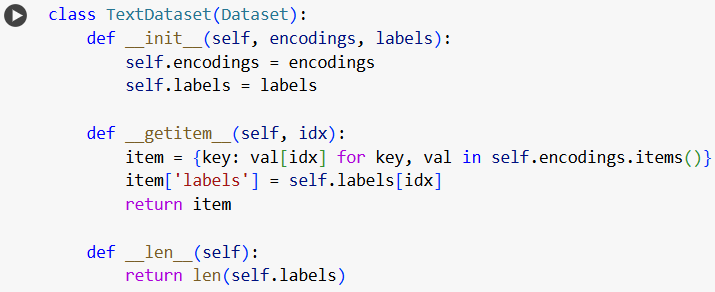 class TextDataset(Dataset):
    def __init__(self, encodings, labels):
        self.encodings = encodings
        self.labels = labels

    def __getitem__(self, idx):
        item = {key: val[idx] for key, val in self.encodings.items()}
        item['labels'] = self.labels[idx]
        return item

    def __len__(self):
        return len(self.labels)